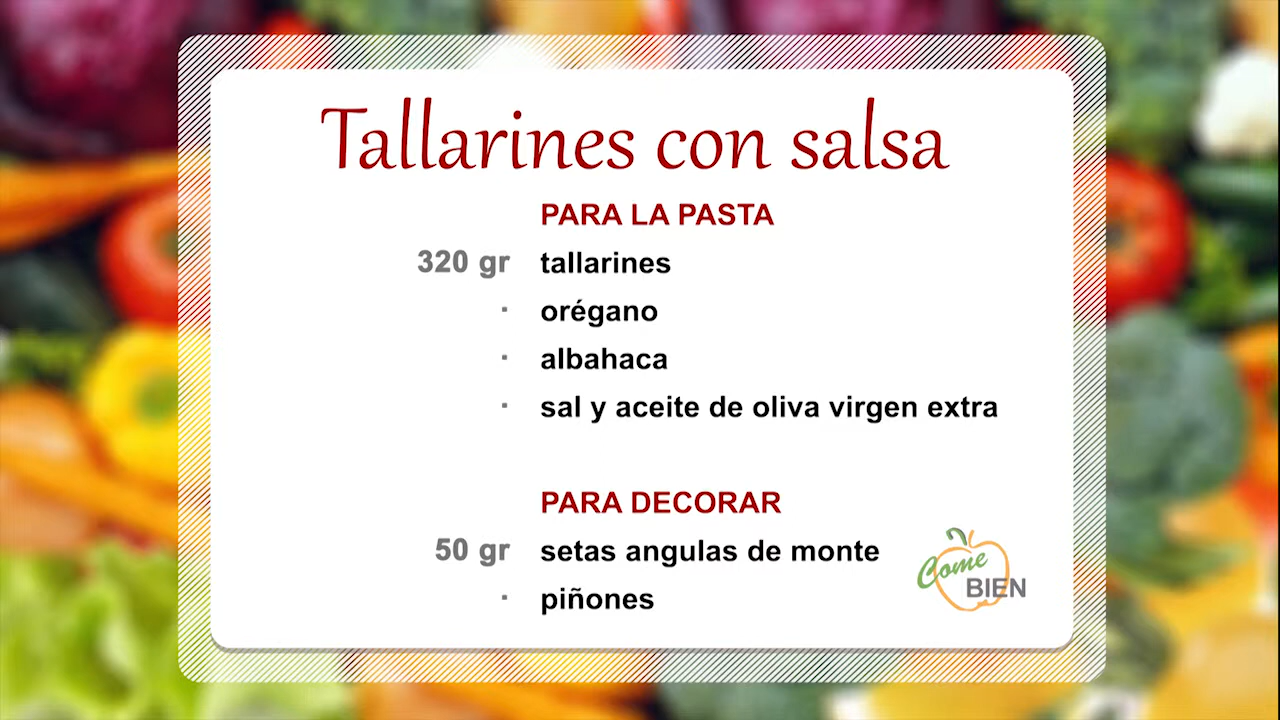 Tallarines con salsa
PARA LA PASTA
320 gr tallarines
· orégano
· albahaca
· sal y aceite de oliva virgen extra
PARA DECORAR
50 gr setas angulas de monte
· piñones
Come
BIEN